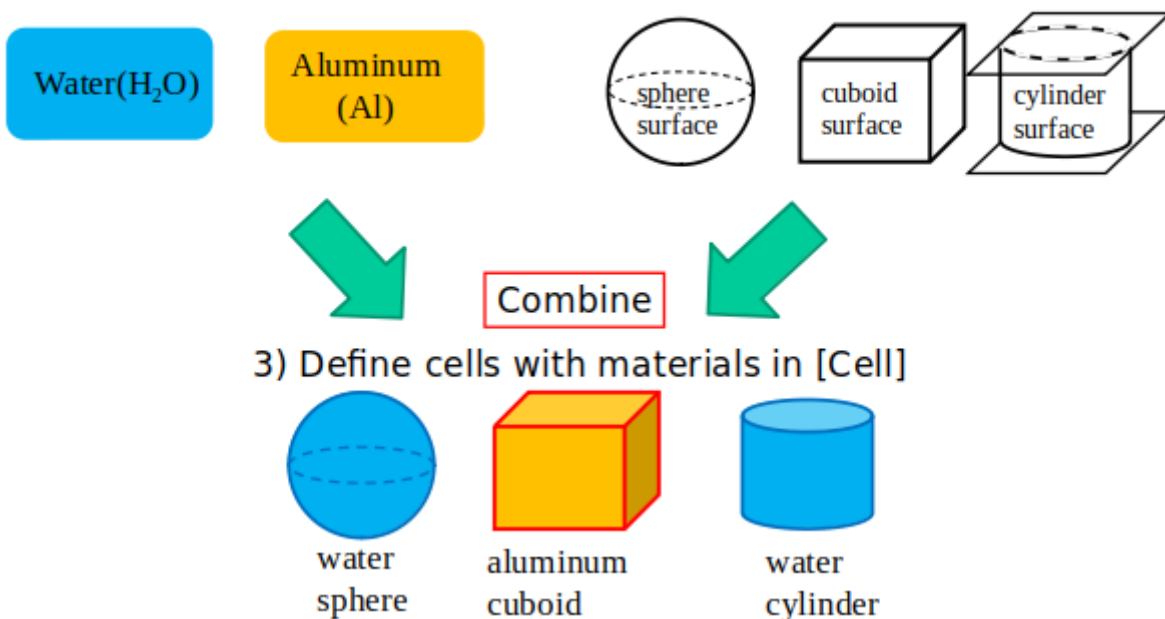 Water(H₂O)
Aluminum
(Al)
sphere
surface
cuboid
surface
cylinder
surface
Combine
3) Define cells with materials in [Cell]
water
sphere
aluminum
cuboid
water
cylinder